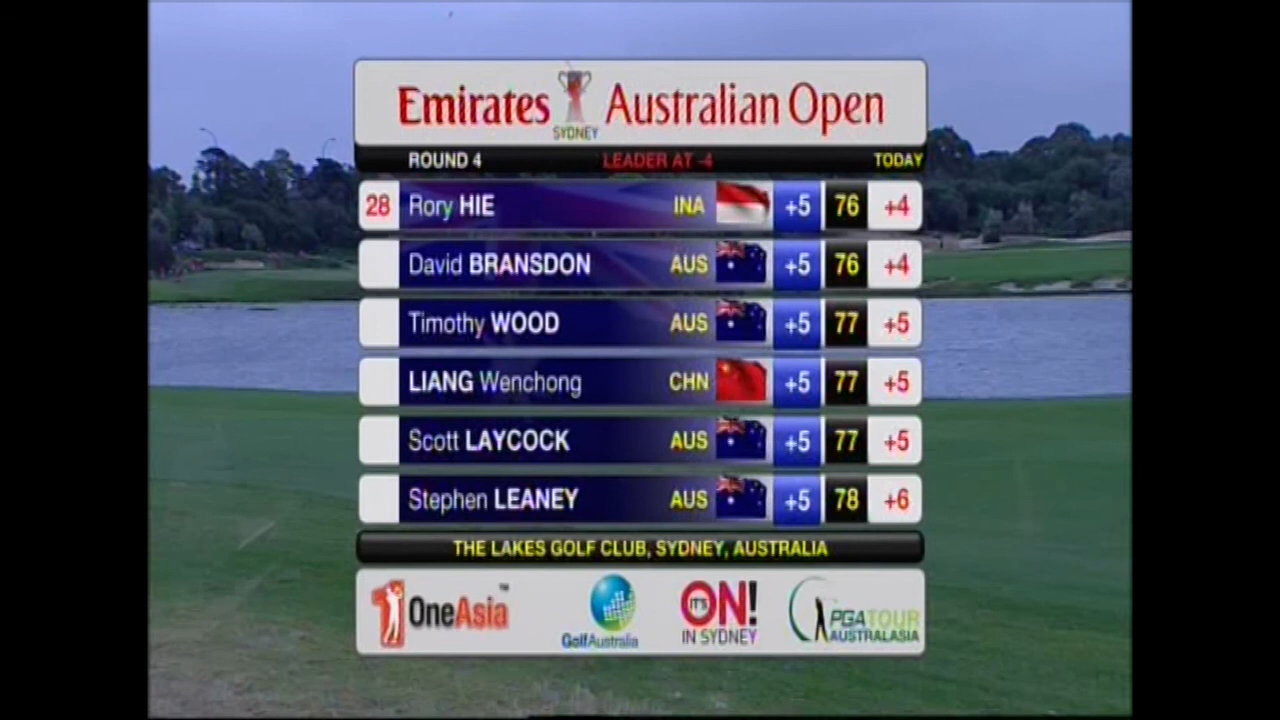 Emirates Australian Open
SYDNEY
ROUND 4 LEADER AT -4 TODAY
28 Rory HIE INA +5 76 +4
David BRANSDON AUS +5 76 +4
Timothy WOOD AUS +5 77 +5
LIANG Wenchong CHN +5 77 +5
Scott LAYCOCK AUS +5 77 +5
Stephen LEANEY AUS +5 78 +6
THE LAKES GOLF CLUB, SYDNEY, AUSTRALIA
1 OneAsia™
GolfAustralia
IT'S ON!
IN SYDNEY
PGA TOUR
AUSTRALASIA